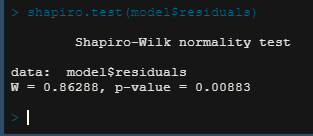 > shapiro.test(model$residuals)
Shapiro-Wilk normality test
data:  model$residuals
W = 0.86288, p-value = 0.00883
>